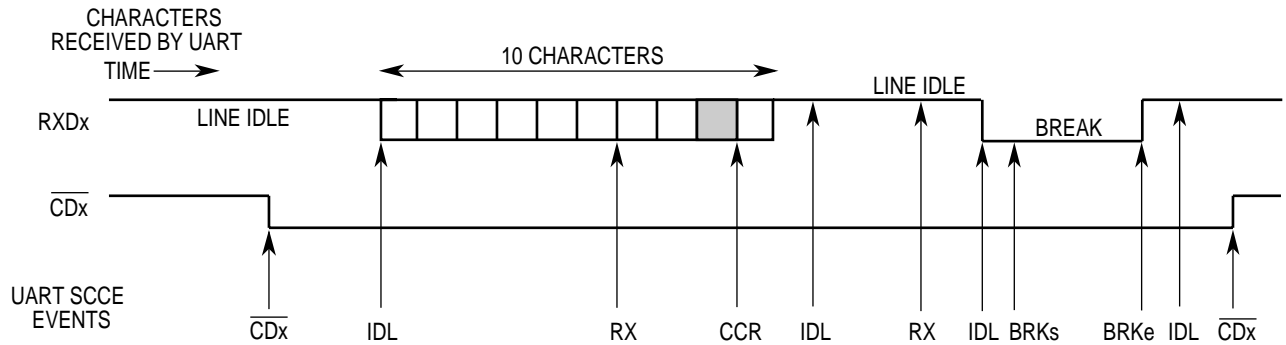 CHARACTERS
RECEIVED BY UART
TIME
10 CHARACTERS
RXDx
LINE IDLE
LINE IDLE
BREAK
CDx
UART SCCE
EVENTS
CDx
IDL
RX
CCR
IDL
RX
IDL
BRKs
BRKe
IDL
CDx